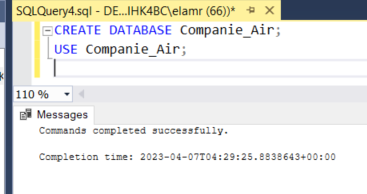 SQLQuery4.sql - DE...IHK4BC\elamr (66))*
CREATE DATABASE Companie_Air;
USE Companie_Air;
110 %
Messages
Commands completed successfully.
Completion time: 2023-04-07T04:29:25.8838643+00:00